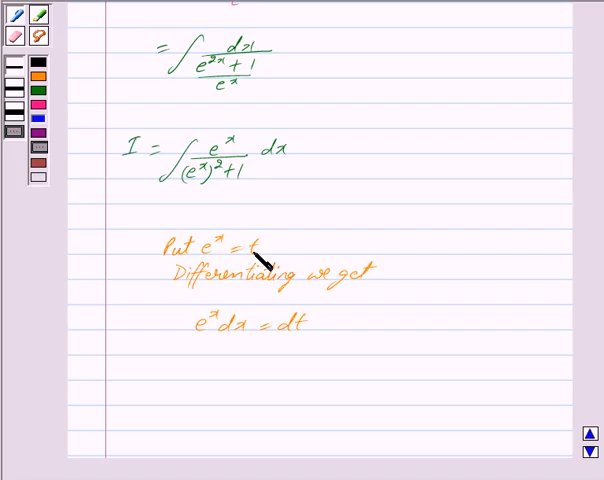 = ∫ dx / ((e^{2x} + 1) / e^x)
I = ∫ e^x / ((e^x)^2 + 1) dx
Put e^x = t
Differentiating we get
e^x dx = dt